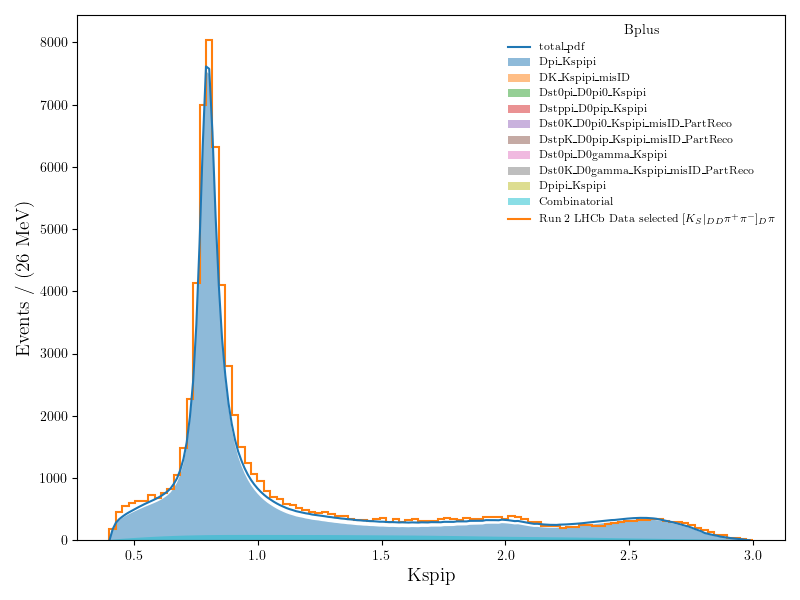 Bplus
total_pdf
Dpi_Kspipi
DK_Kspipi_misID
Dst0pi_D0pi0_Kspipi
Dstppi_D0pip_Kspipi
Dst0K_D0pi0_Kspipi_misID_PartReco
DstpK_D0pip_Kspipi_misID_PartReco
Dst0pi_D0gamma_Kspipi
Dst0K_D0gamma_Kspipi_misID_PartReco
Dpipi_Kspipi
Combinatorial
Run 2 LHCb Data selected [K_S|_{DD}π⁺π⁻]_Dπ
Events / (26 MeV)
8000
7000
6000
5000
4000
3000
2000
1000
0
0.5 1.0 1.5 2.0 2.5 3.0
Kspip